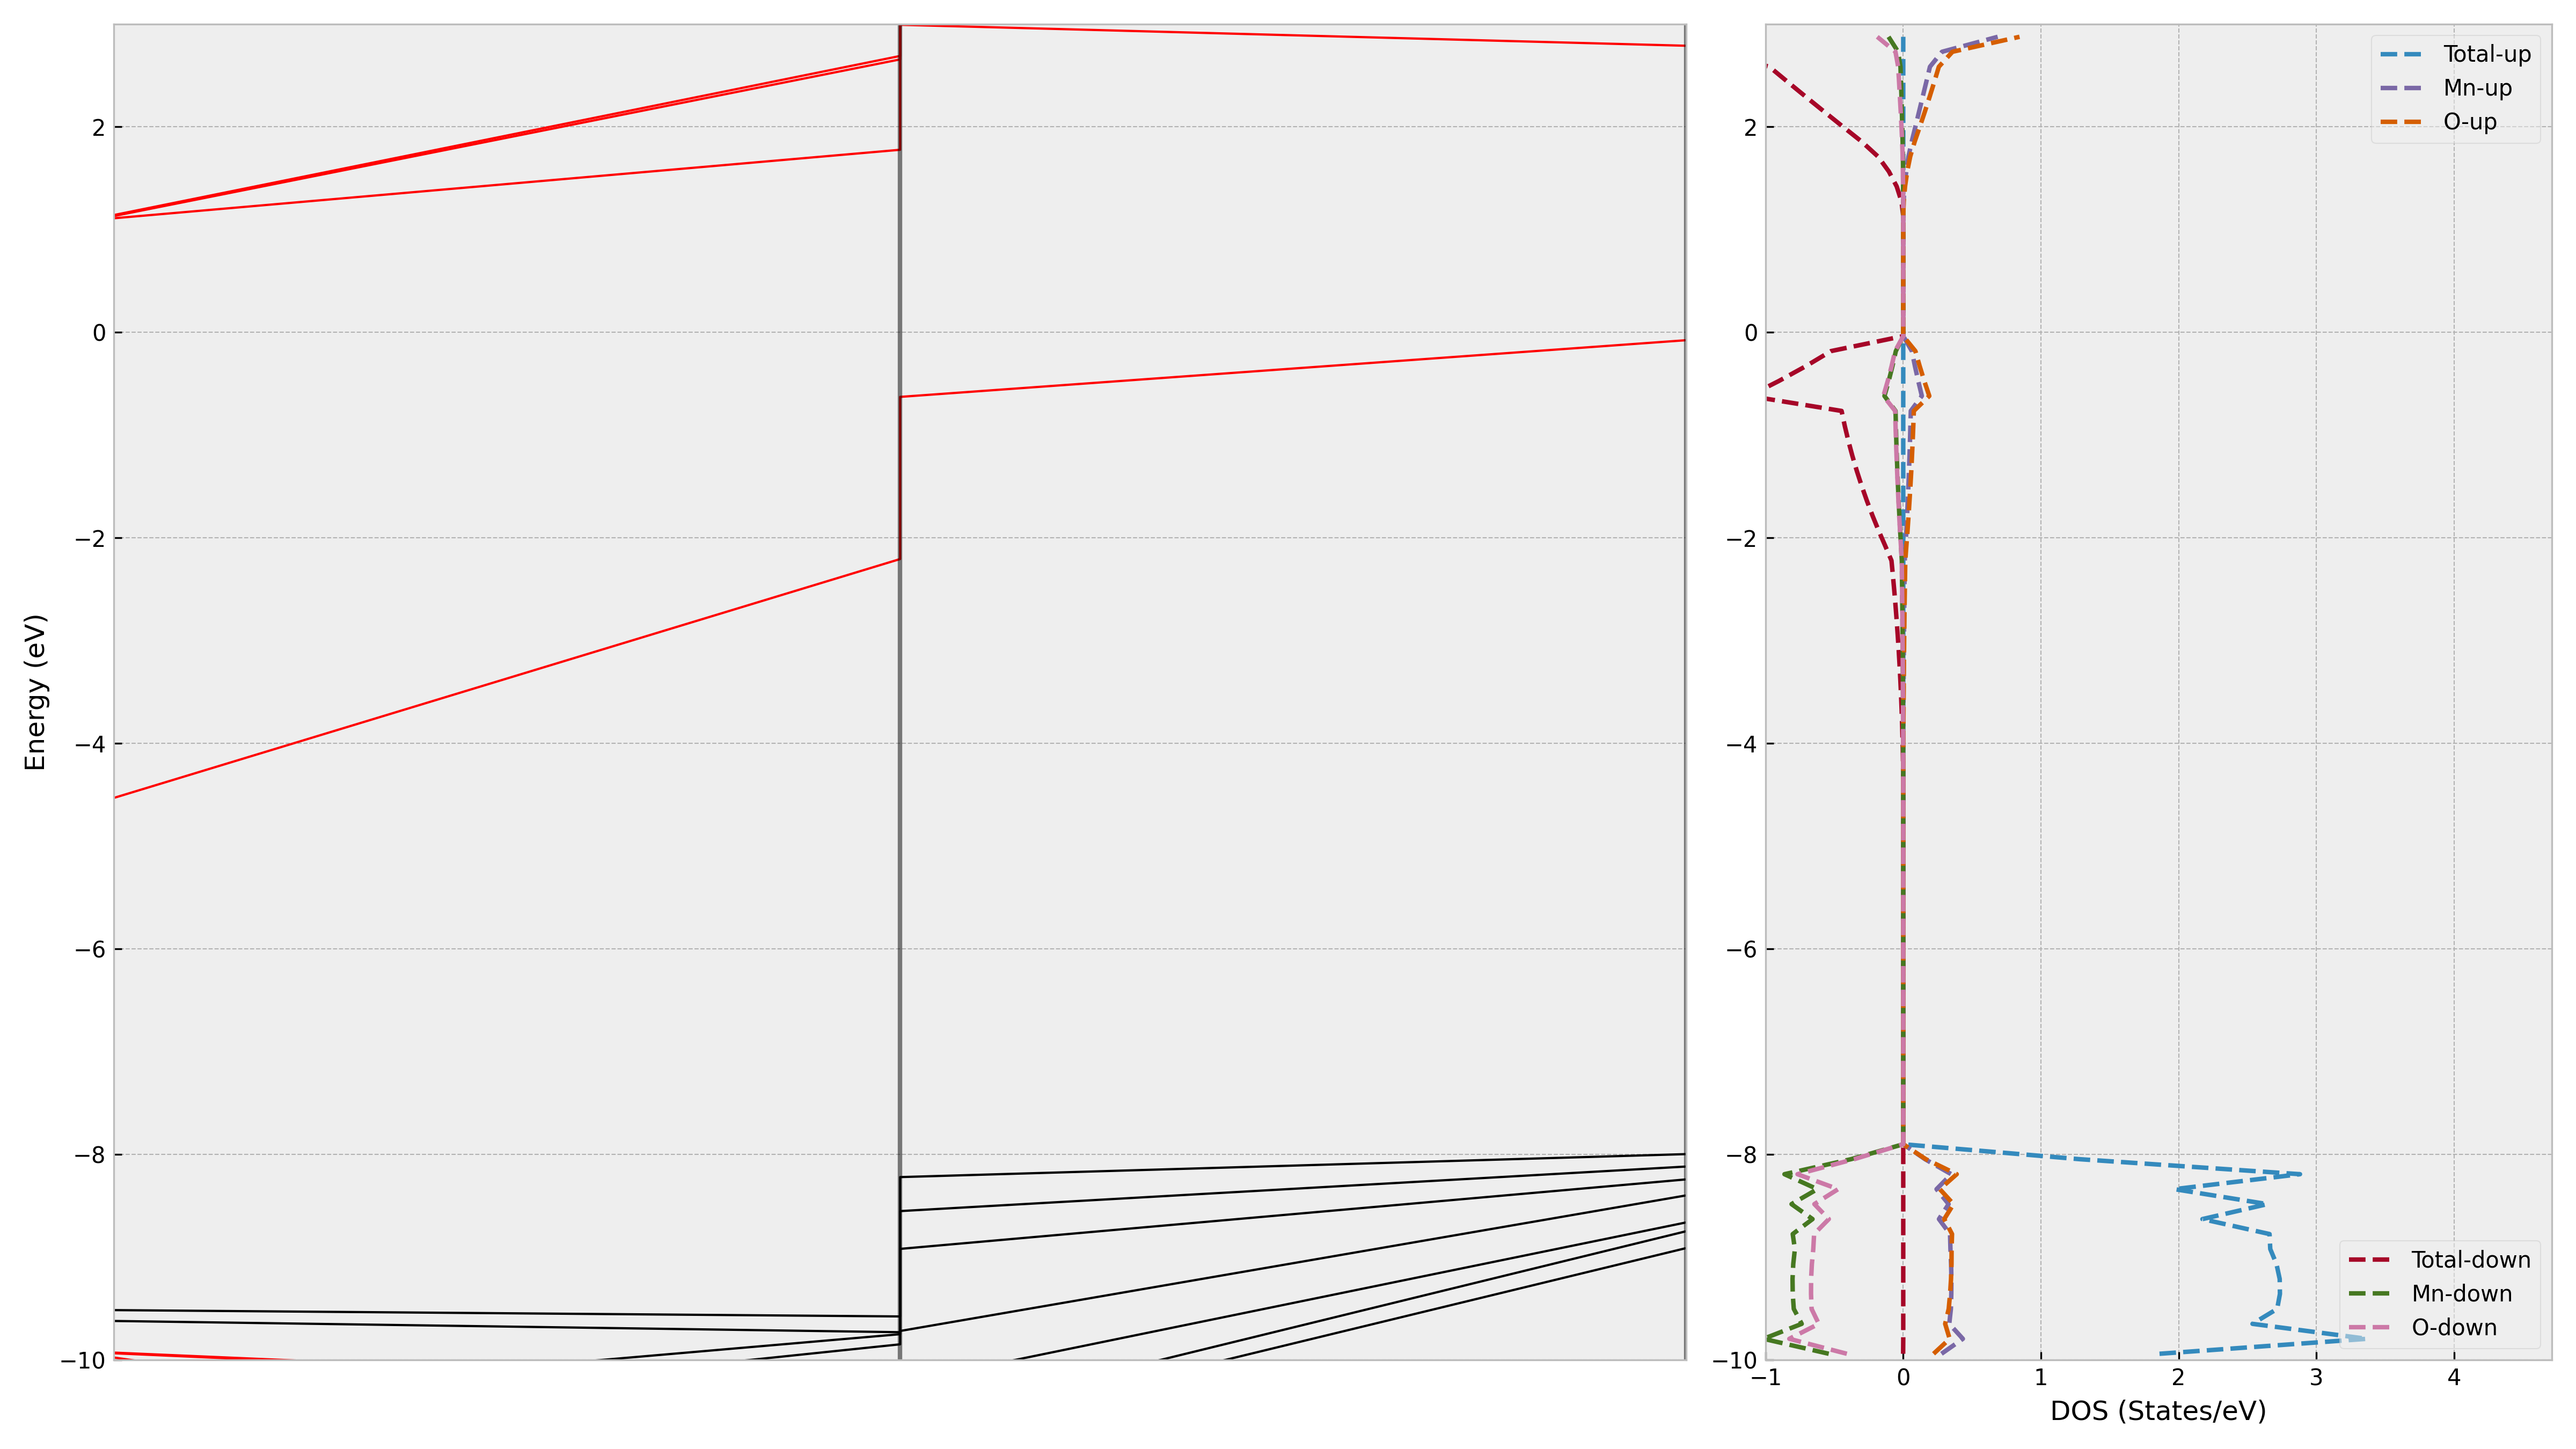 Energy (eV)
2
0
−2
−4
−6
−8
−10
2
0
−2
−4
−6
−8
−10
Total-up
Mn-up
O-up
Total-down
Mn-down
O-down
−1 0 1 2 3 4
DOS (States/eV)